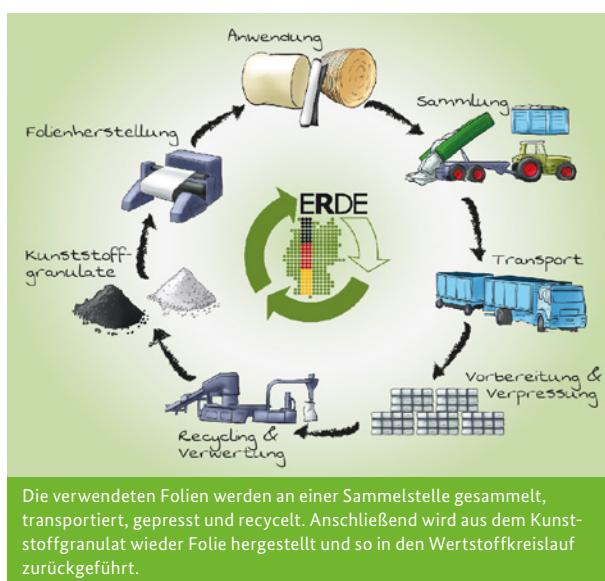 Anwendung
Sammlung
Folienherstellung
ERDE
Kunststoff-
granulate
Transport
Vorbereitung &
Verpressung
Recycling &
Verwertung
Die verwendeten Folien werden an einer Sammelstelle gesammelt,
transportiert, gepresst und recycelt. Anschließend wird aus dem Kunst-
stoffgranulat wieder Folie hergestellt und so in den Wertstoffkreislauf
zurückgeführt.